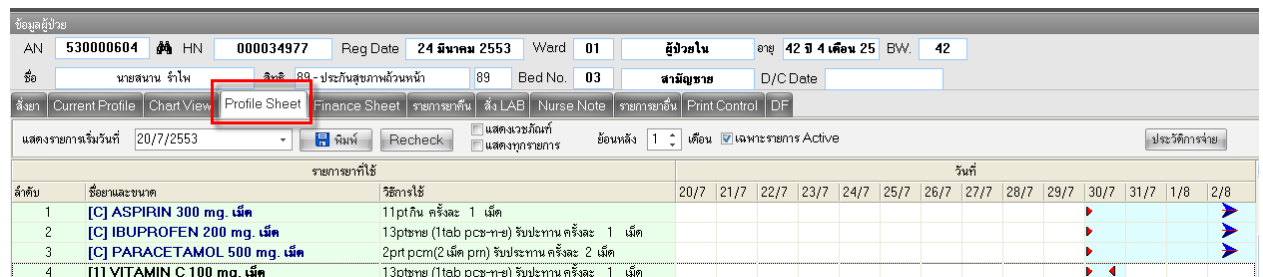 ข้อมูลผู้ป่วย
AN 530000604 HN 000034977 Reg Date 24 มีนาคม 2553 Ward 01 ผู้ป่วยใน อายุ 42 ปี 4 เดือน 25 BW. 42
ชื่อ นายสนาน รำไพ สิทธิ 89 - ประกันสุขภาพถ้วนหน้า 89 Bed No. 03 สามัญชาย D/C Date
สั่งยา Current Profile Chart View Profile Sheet Finance Sheet รายการยาคืน สั่ง LAB Nurse Note รายการยาอื่น Print Control DF
แสดงรายการเริ่มวันที่ 20/7/2553 พิมพ์ Recheck แสดงเวชภัณฑ์ ย้อนหลัง 1 เดือน เฉพาะรายการ Active ประวัติการจ่าย
แสดงทุกรายการ
รายการยาที่ใช้ วันที่
ลำดับ ชื่อยาและขนาด วิธีการใช้ 20/7 21/7 22/7 23/7 24/7 25/7 26/7 27/7 28/7 29/7 30/7 31/7 1/8 2/8
1 [C] ASPIRIN 300 mg. เม็ด 11ptกิน ครั้งละ 1 เม็ด
2 [C] IBUPROFEN 200 mg. เม็ด 13ptชทย (1tab pcช-ท-ย) รับประทาน ครั้งละ 1 เม็ด
3 [C] PARACETAMOL 500 mg. เม็ด 2prt pcm(2 เม็ด prn) รับประทาน ครั้งละ 2 เม็ด
4 [1] VITAMIN C 100 mg. เม็ด 13ptชทย (1tab pcช-ท-ย) รับประทาน ครั้งละ 1 เม็ด